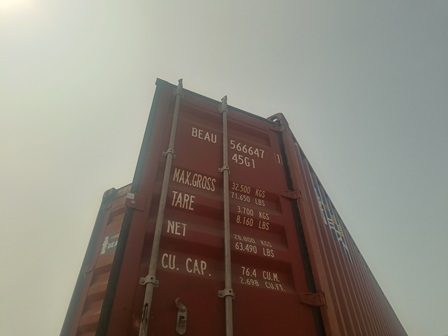 BEAU 566647 1
45G1
MAX.GROSS 32.500 KGS
71.650 LBS
TARE 3.700 KGS
8.160 LBS
NET 28.800 KGS
63.490 LBS
CU. CAP. 76.4 CU.M.
2.698 CU.FT.